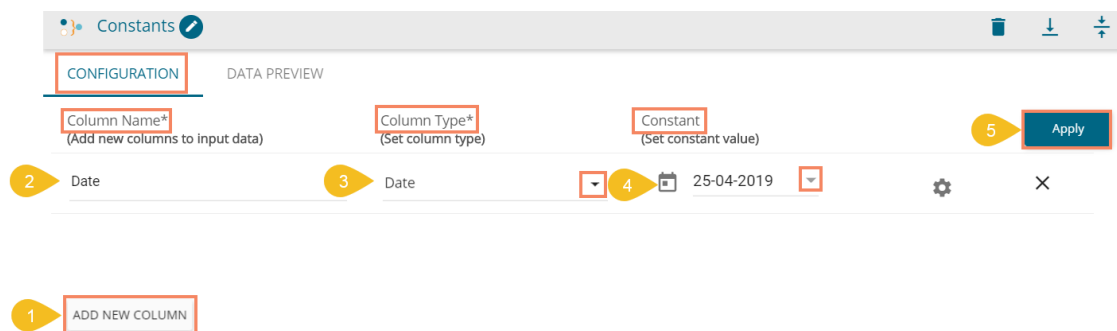 Constants
CONFIGURATION DATA PREVIEW
Column Name* Column Type* Constant
(Add new columns to input data) (Set column type) (Set constant value)
5 Apply
2 Date 3 Date 4 25-04-2019
1 ADD NEW COLUMN